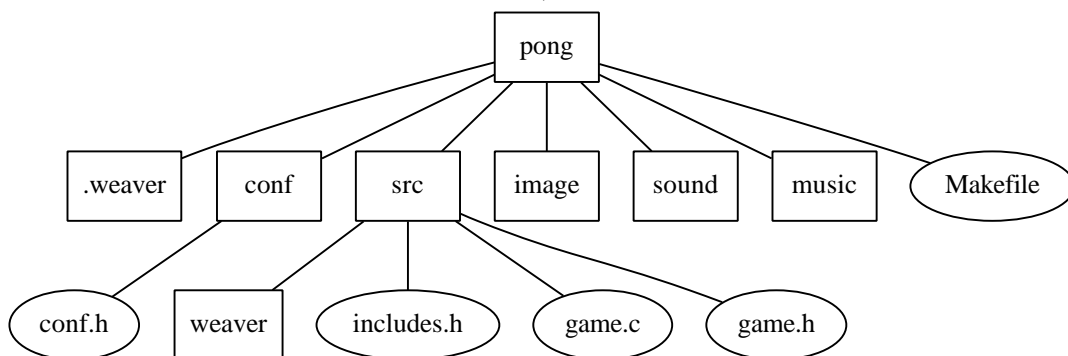 pong
.weaver conf src image sound music Makefile
conf.h weaver includes.h game.c game.h